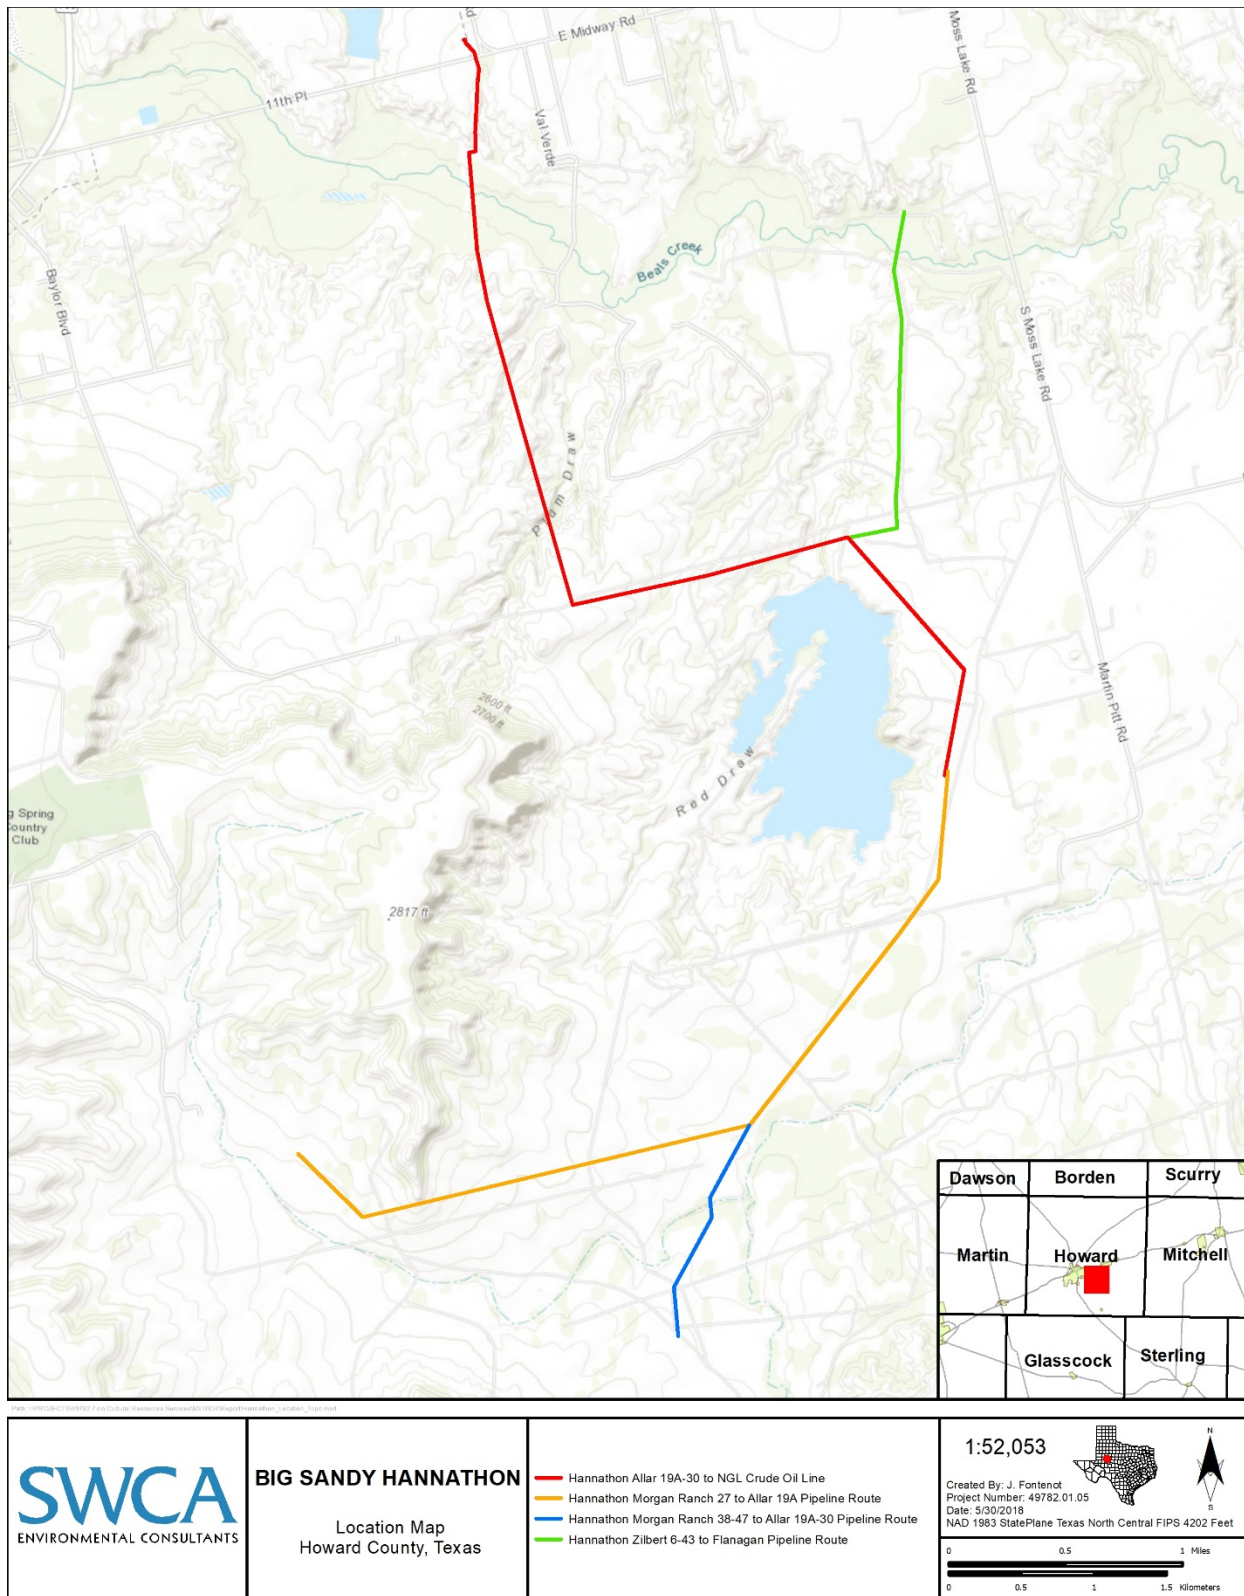 E Midway Rd
Rd
Moss Lake Rd
11th Pl
Val Verde
Beals Creek
Baylor Blvd
S Moss Lake Rd
Plum Draw
Martin Pitt Rd
2600 ft
2700 ft
Red Draw
g Spring
Country
Club
2817 ft
Dawson
Borden
Scurry
Martin
Howard
Mitchell
Glasscock
Sterling
SWCA
ENVIRONMENTAL CONSULTANTS
BIG SANDY HANNATHON
Location Map
Howard County, Texas
Hannathon Allar 19A-30 to NGL Crude Oil Line
Hannathon Morgan Ranch 27 to Allar 19A Pipeline Route
Hannathon Morgan Ranch 38-47 to Allar 19A-30 Pipeline Route
Hannathon Zilbert 6-43 to Flanagan Pipeline Route
1:52,053
N
S
Created By: J. Fontenot
Project Number: 49782.01.05
Date: 5/30/2018
NAD 1983 StatePlane Texas North Central FIPS 4202 Feet
0 0.5 1 Miles
0 0.5 1 1.5 Kilometers